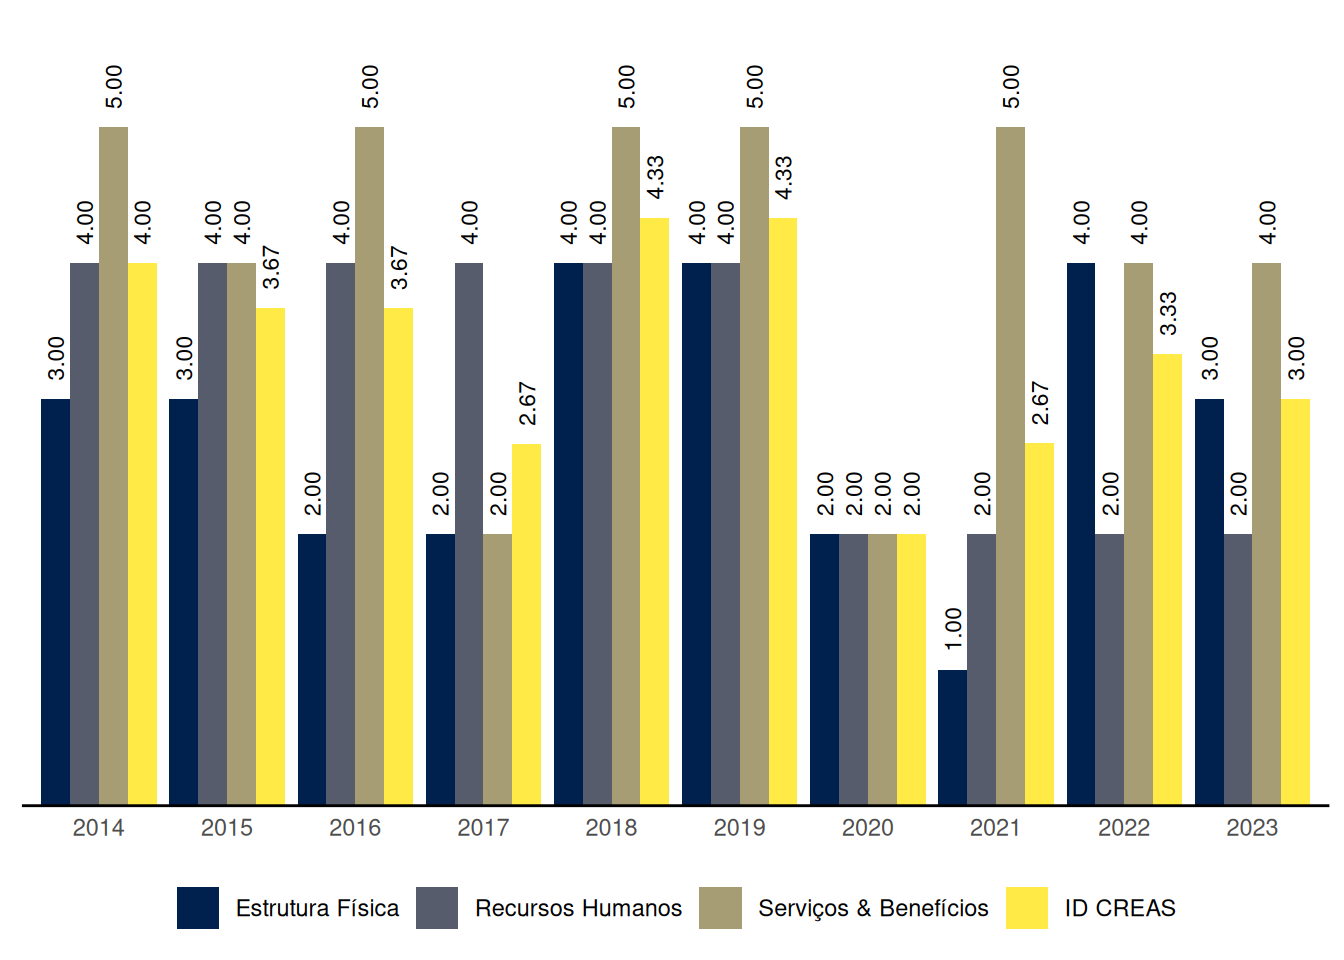 5.00 5.00 5.00 5.00 5.00
4.33 4.33
4.00 4.00 4.00 4.00 4.00 4.00 4.00 4.00 4.00 4.00 4.00 4.00 4.00
3.67 3.67
3.33
3.00 3.00 3.00 3.00
2.67 2.67
2.00 2.00 2.00 2.00 2.00 2.00 2.00 2.00 2.00 2.00
1.00
2014 2015 2016 2017 2018 2019 2020 2021 2022 2023
Estrutura Física Recursos Humanos Serviços & Benefícios ID CREAS